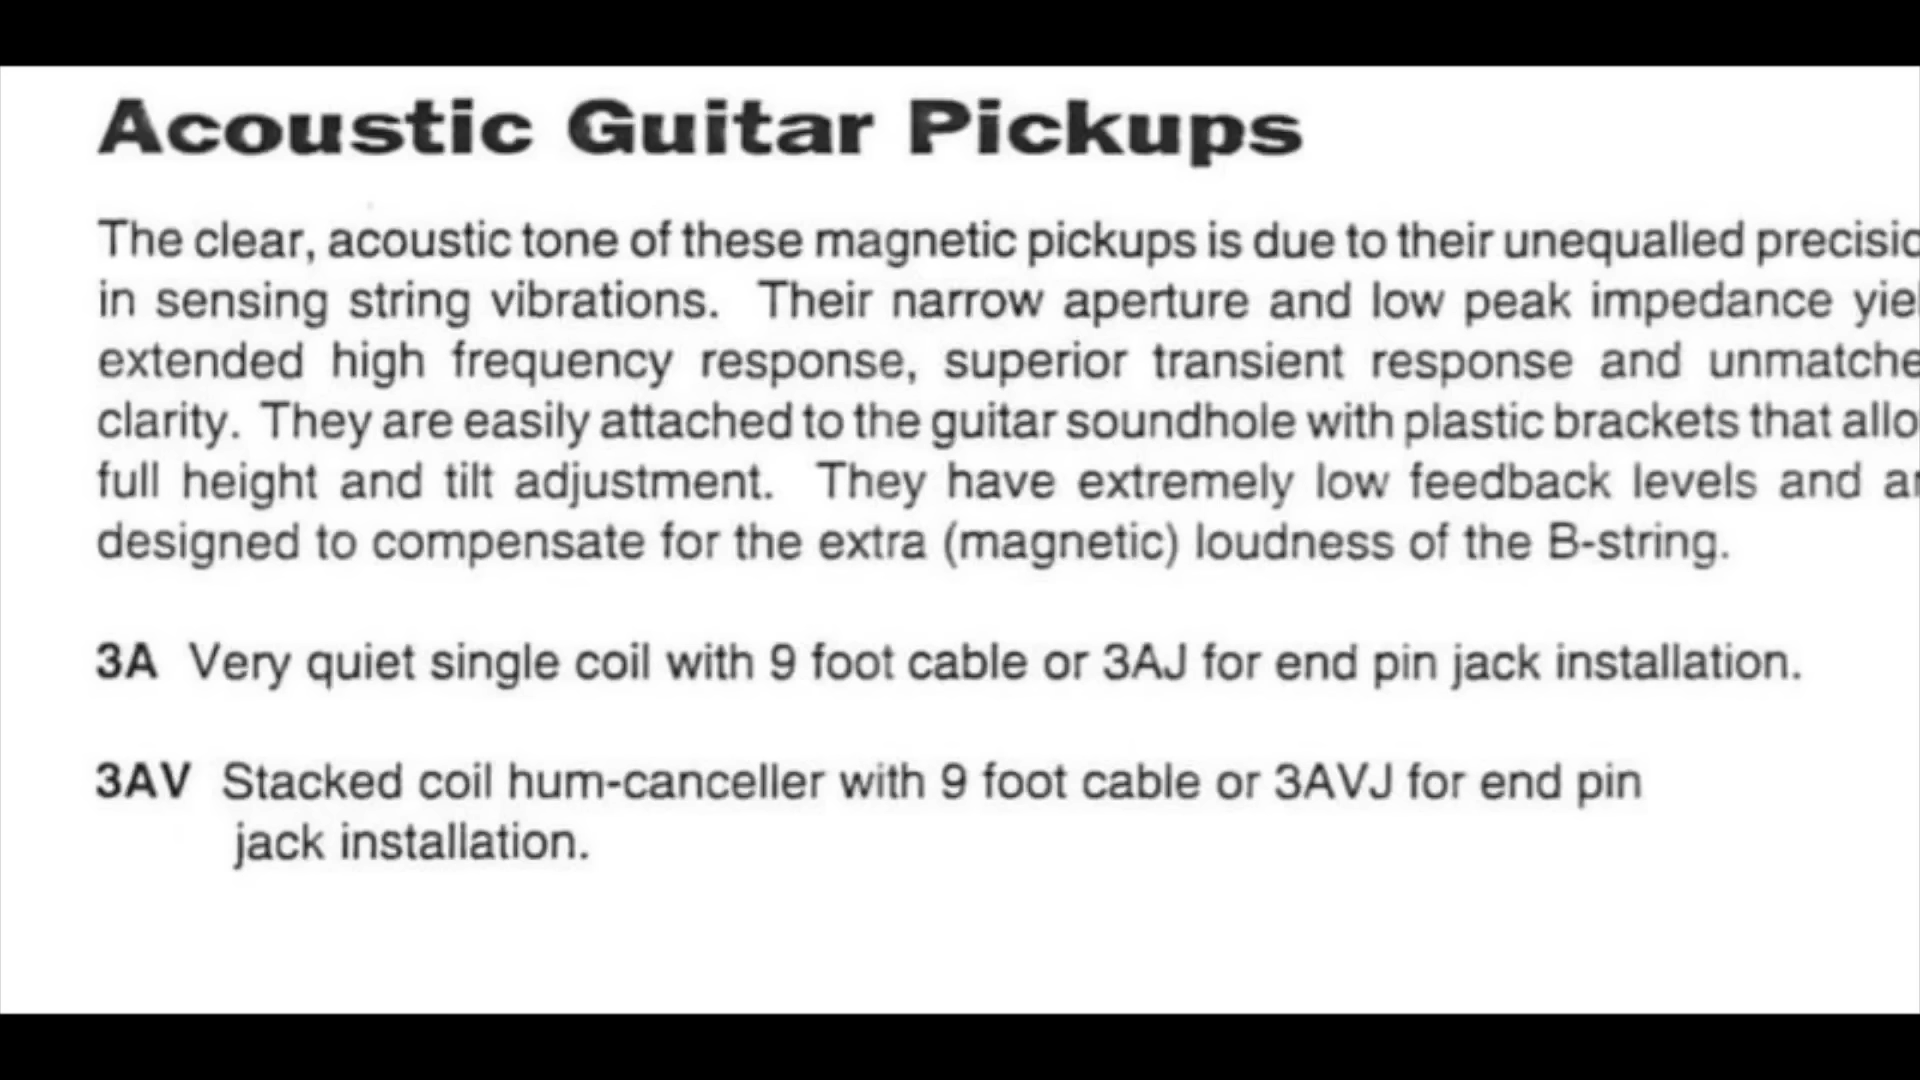 Acoustic Guitar Pickups
The clear, acoustic tone of these magnetic pickups is due to their unequalled
in sensing string vibrations. Their narrow aperture and low peak impedance
extended high frequency response, superior transient response and
clarity. They are easily attached to the guitar soundhole with plastic brackets that
full height and tilt adjustment. They have extremely low feedback levels and
designed to compensate for the extra (magnetic) loudness of the B-string.
3A Very quiet single coil with 9 foot cable or 3AJ for end pin jack installation.
3AV Stacked coil hum-canceller with 9 foot cable or 3AVJ for end pin
jack installation.